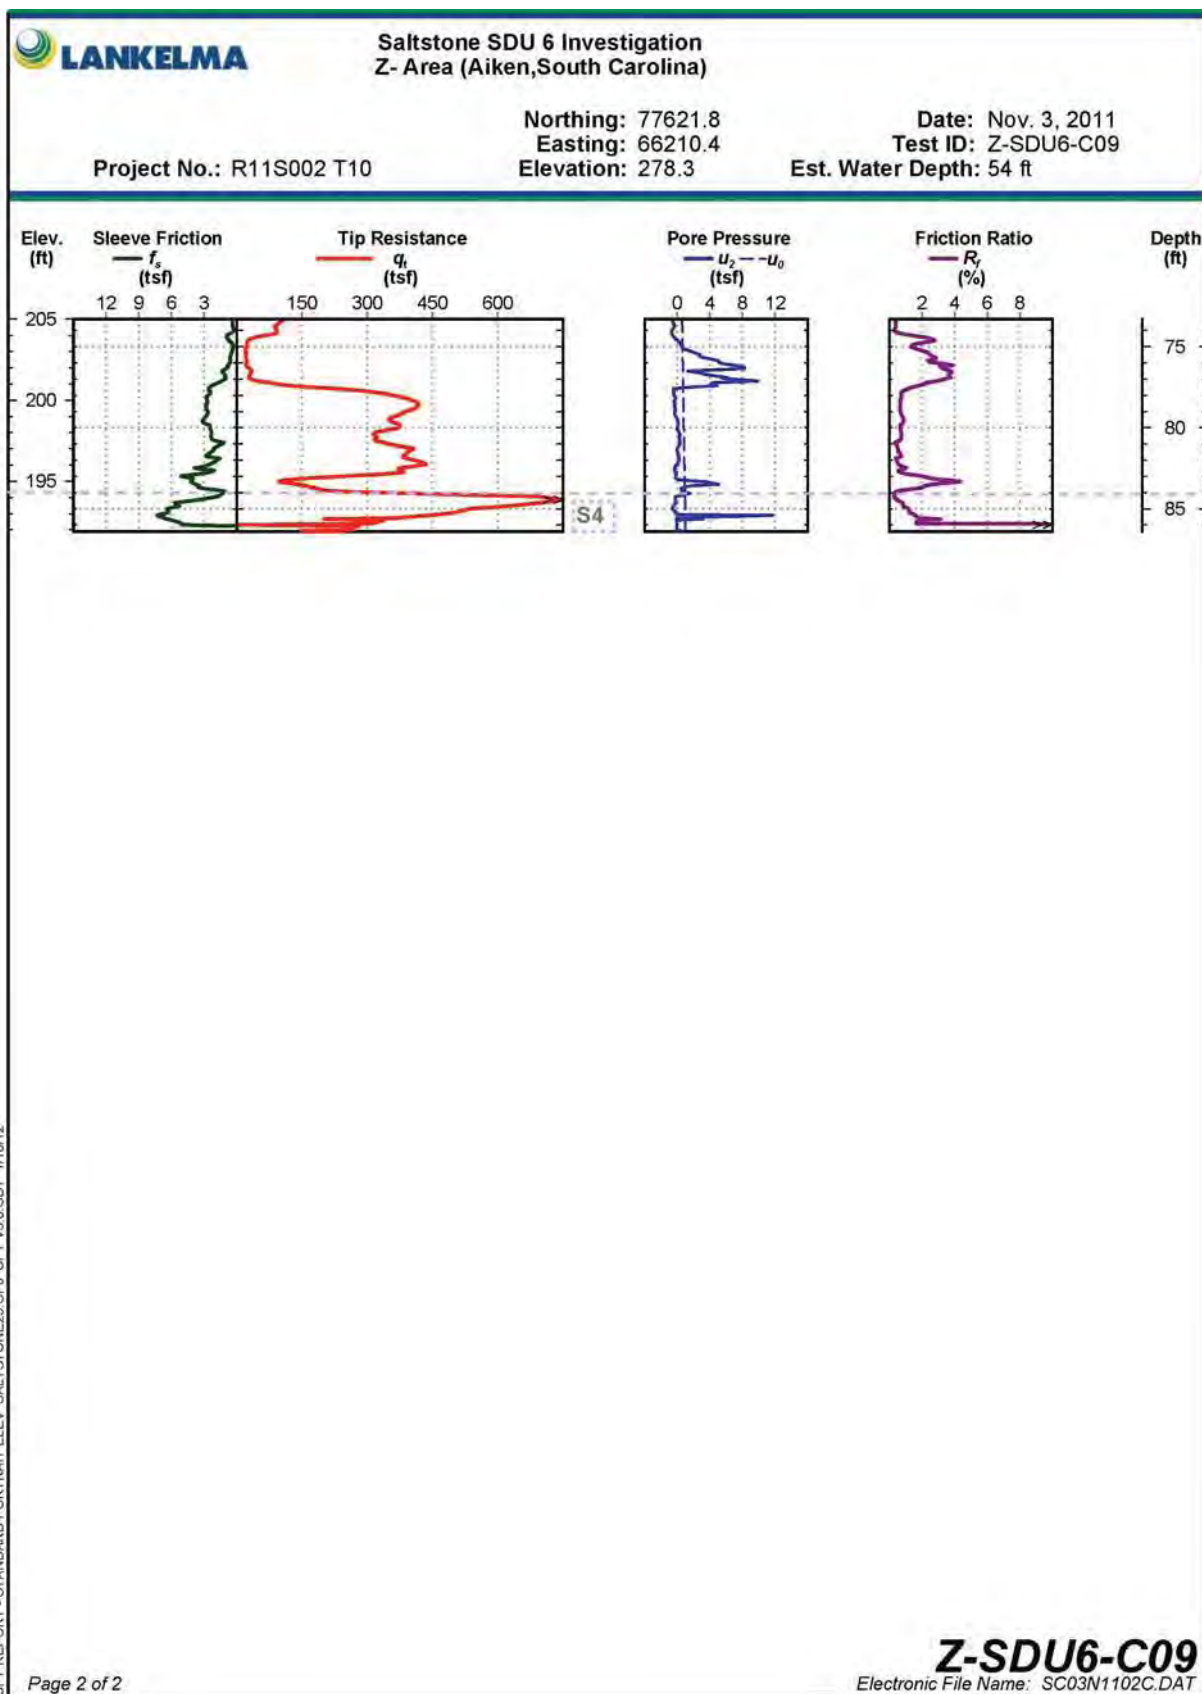 LANKELMA
Saltstone SDU 6 Investigation
Z- Area (Aiken,South Carolina)
Northing: 77621.8
Date: Nov. 3, 2011
Easting: 66210.4
Test ID: Z-SDU6-C09
Project No.: R11S002 T10
Elevation: 278.3
Est. Water Depth: 54 ft
Elev.
(ft)
Sleeve Friction
fs
(tsf)
Tip Resistance
qt
(tsf)
Pore Pressure
u2 u0
(tsf)
Friction Ratio
Rf
(%)
Depth
(ft)
12 9 6 3
150 300 450 600
0 4 8 12
2 4 6 8
205
200
195
75
80
85
S4
Z-SDU6-C09
Page 2 of 2
Electronic File Name: SC03N1102C.DAT